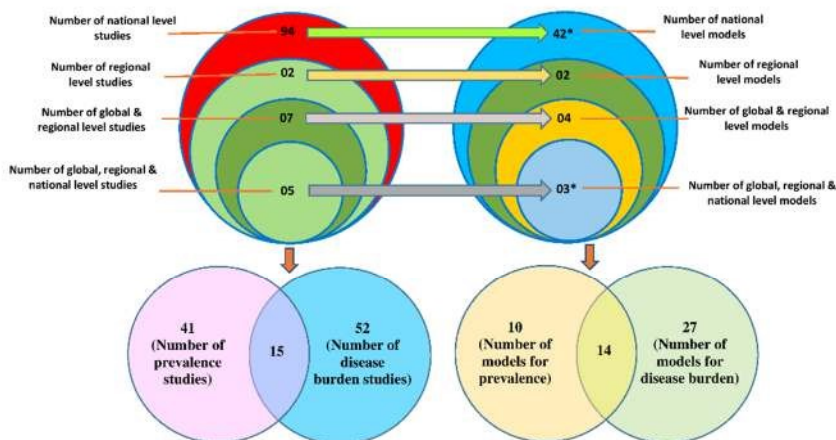 Number of national level
studies
94
42*
Number of national
level models
Number of regional
level studies
02
02
Number of regional
level models
Number of global &
regional level studies
07
04
Number of global & regional
level models
Number of global, regional &
national level studies
05
03*
Number of global, regional &
national level models
41
(Number of
prevalence
studies)
15
52
(Number of
disease
burden studies)
10
(Number of
models for
prevalence)
14
27
(Number of
models for
disease burden)